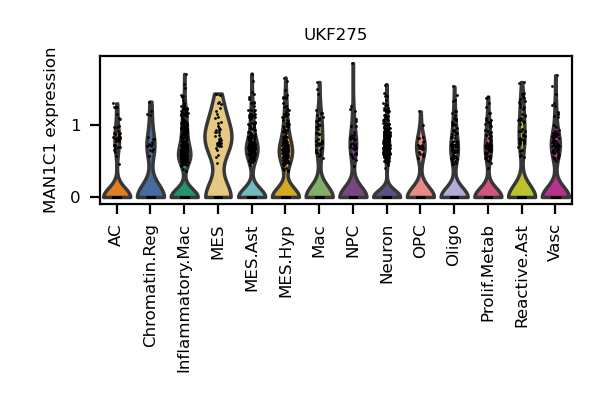 UKF275
MAN1C1 expression
1
0
AC
Chromatin.Reg
Inflammatory.Mac
MES
MES.Ast
MES.Hyp
Mac
NPC
Neuron
OPC
Oligo
Prolif.Metab
Reactive.Ast
Vasc